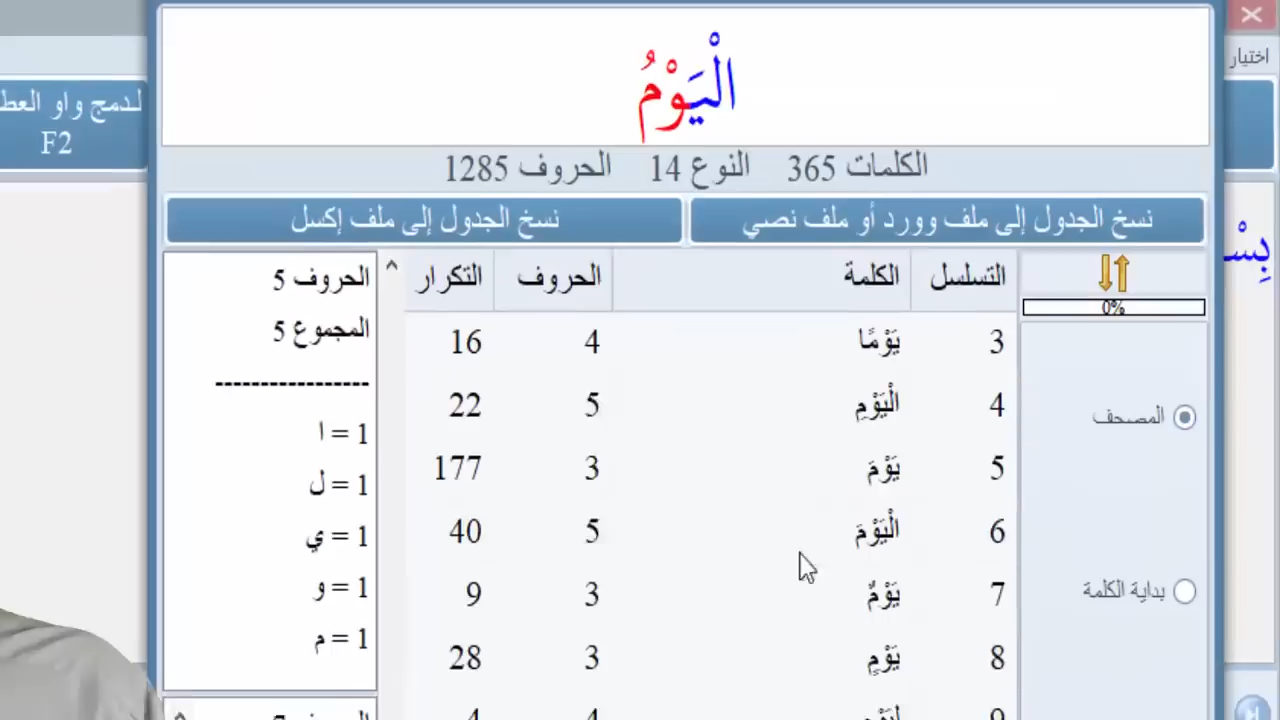 اختيار
لدمج واو العط
F2
بِسْ
الْيَوْمُ
الكلمات 365 النوع 14 الحروف 1285
نسخ الجدول إلى ملف وورد أو ملف نصي
نسخ الجدول إلى ملف إكسل
0%
المصحف
بداية الكلمة
التسلسل الكلمة الحروف التكرار
3 يَوْمًا 4 16
4 الْيَوْمِ 5 22
5 يَوْمَ 3 177
6 الْيَوْمَ 5 40
7 يَوْمٌ 3 9
8 يَوْمٍ 3 28
الحروف 5
المجموع 5
-----------------
ا = 1
ل = 1
ي = 1
و = 1
م = 1